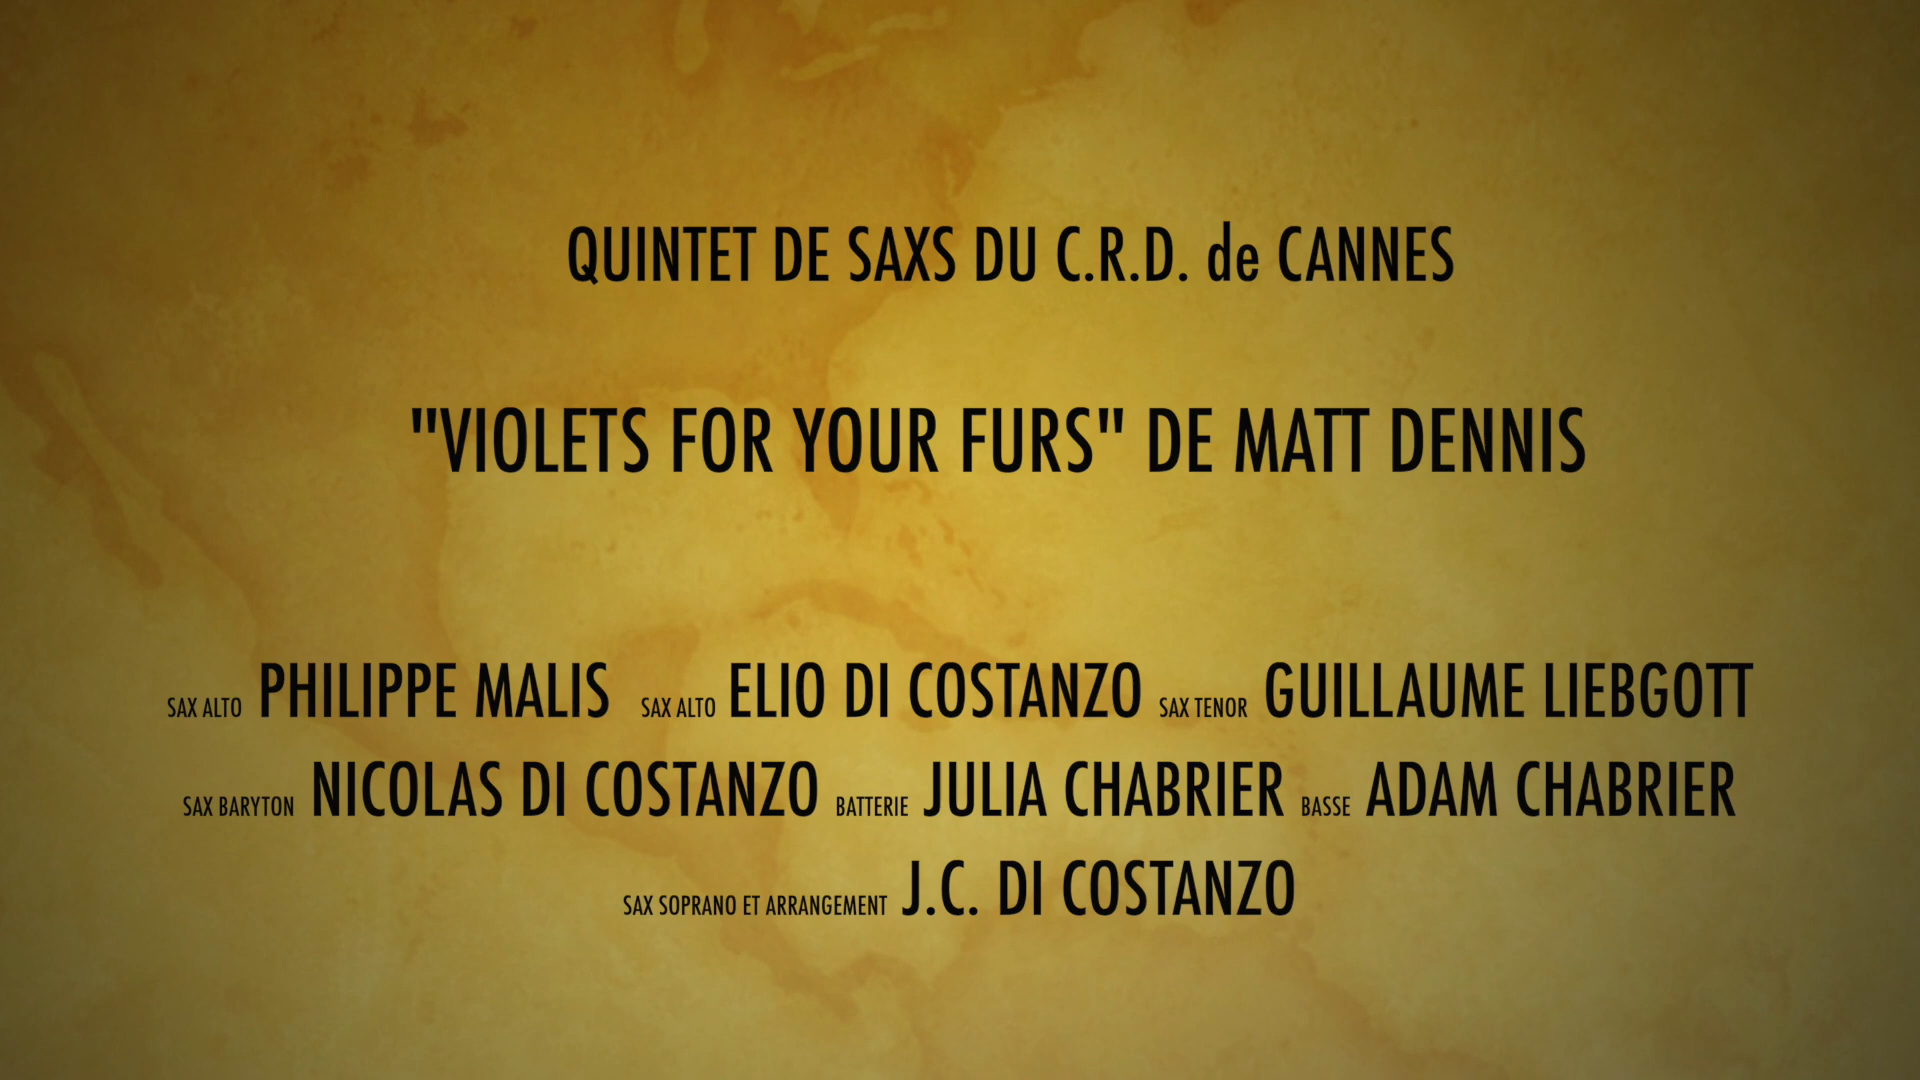 QUINTET DE SAXS DU C.R.D. de CANNES
"VIOLETS FOR YOUR FURS" DE MATT DENNIS
SAX ALTO PHILIPPE MALIS SAX ALTO ELIO DI COSTANZO SAX TENOR GUILLAUME LIEBGOTT
SAX BARYTON NICOLAS DI COSTANZO BATTERIE JULIA CHABRIER BASSE ADAM CHABRIER
SAX SOPRANO ET ARRANGEMENT J.C. DI COSTANZO